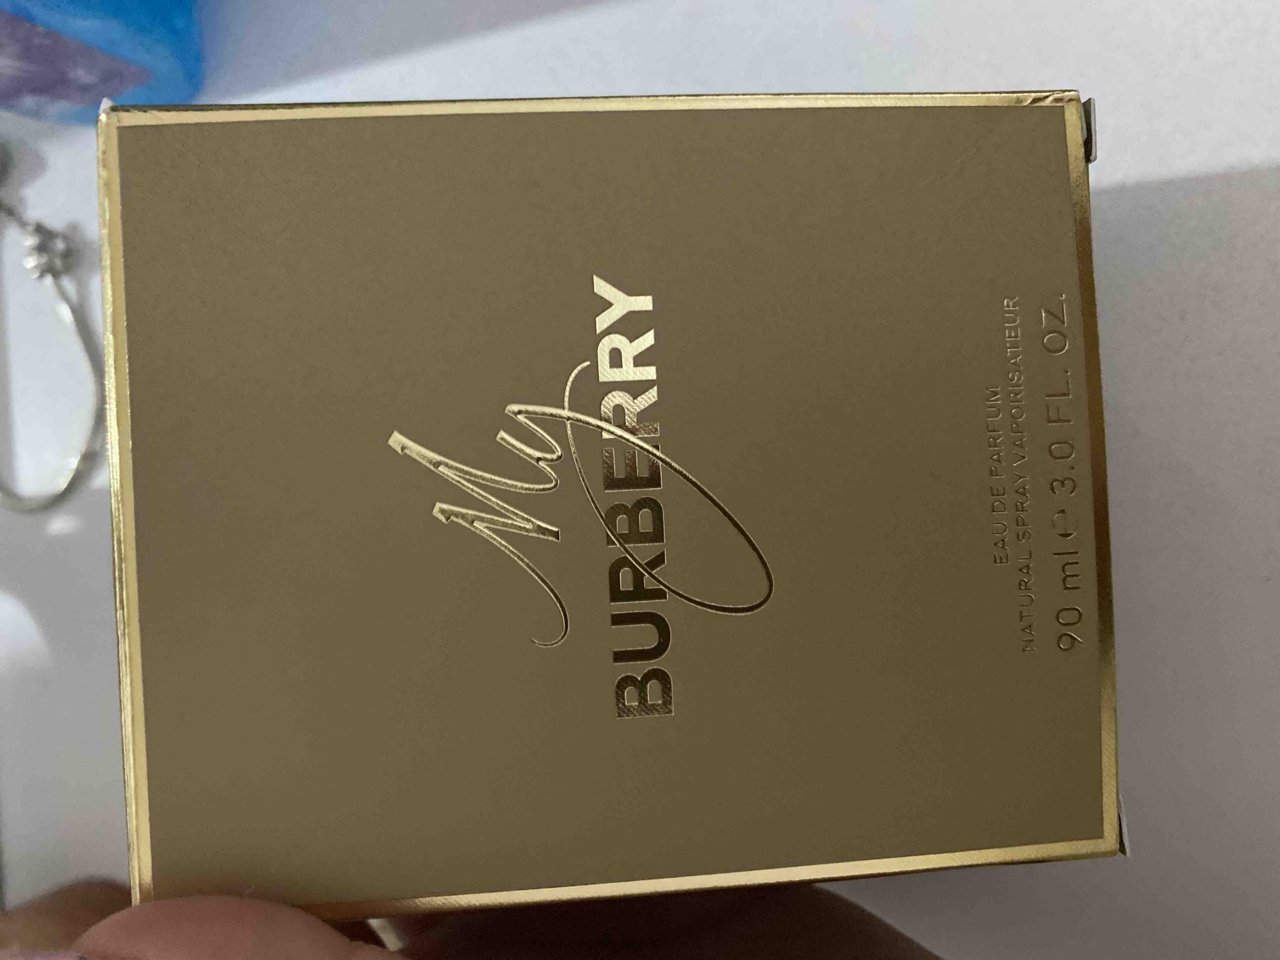 My
BURBERRY
EAU DE PARFUM
NATURAL SPRAY VAPORISATEUR
90 ml ℮ 3.0 FL. OZ.